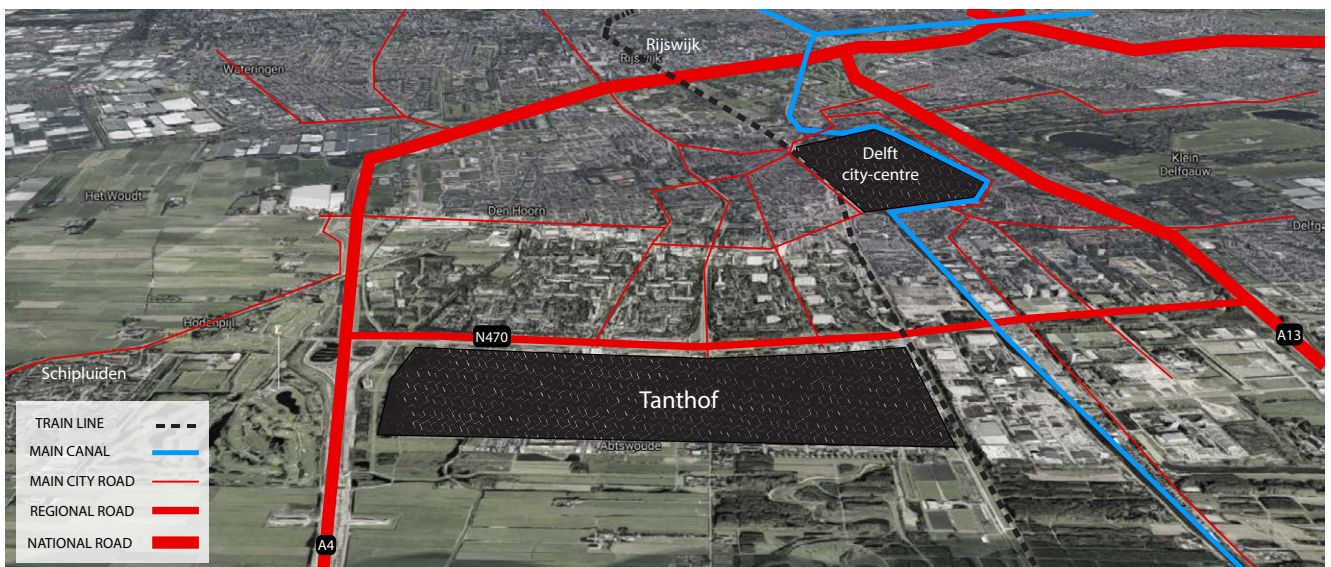 Rijswijk
Rijswijk
Wateringen
Delft
city-centre
Klein
Delfgauw
Het Woudt
Den Hoorn
Hodenpijl
N470
A13
Schipluiden
Tanthof
Abtswoude
TRAIN LINE
MAIN CANAL
MAIN CITY ROAD
REGIONAL ROAD
NATIONAL ROAD
A4